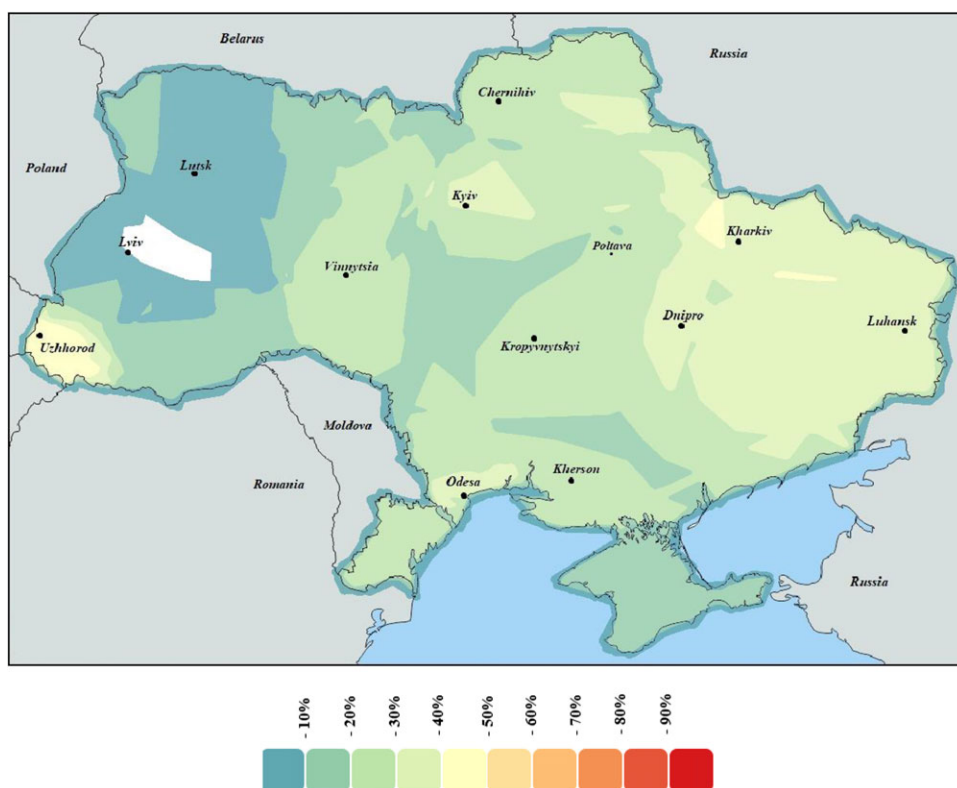 Belarus
Russia
Chernihiv
Poland
Lutsk
Kyiv
Lviv
Kharkiv
Poltava
Vinnytsia
Dnipro
Luhansk
Uzhhorod
Kropyvnytskyi
Moldova
Kherson
Romania
Odesa
Russia
- 10%
- 20%
- 30%
- 40%
- 50%
- 60%
- 70%
- 80%
- 90%